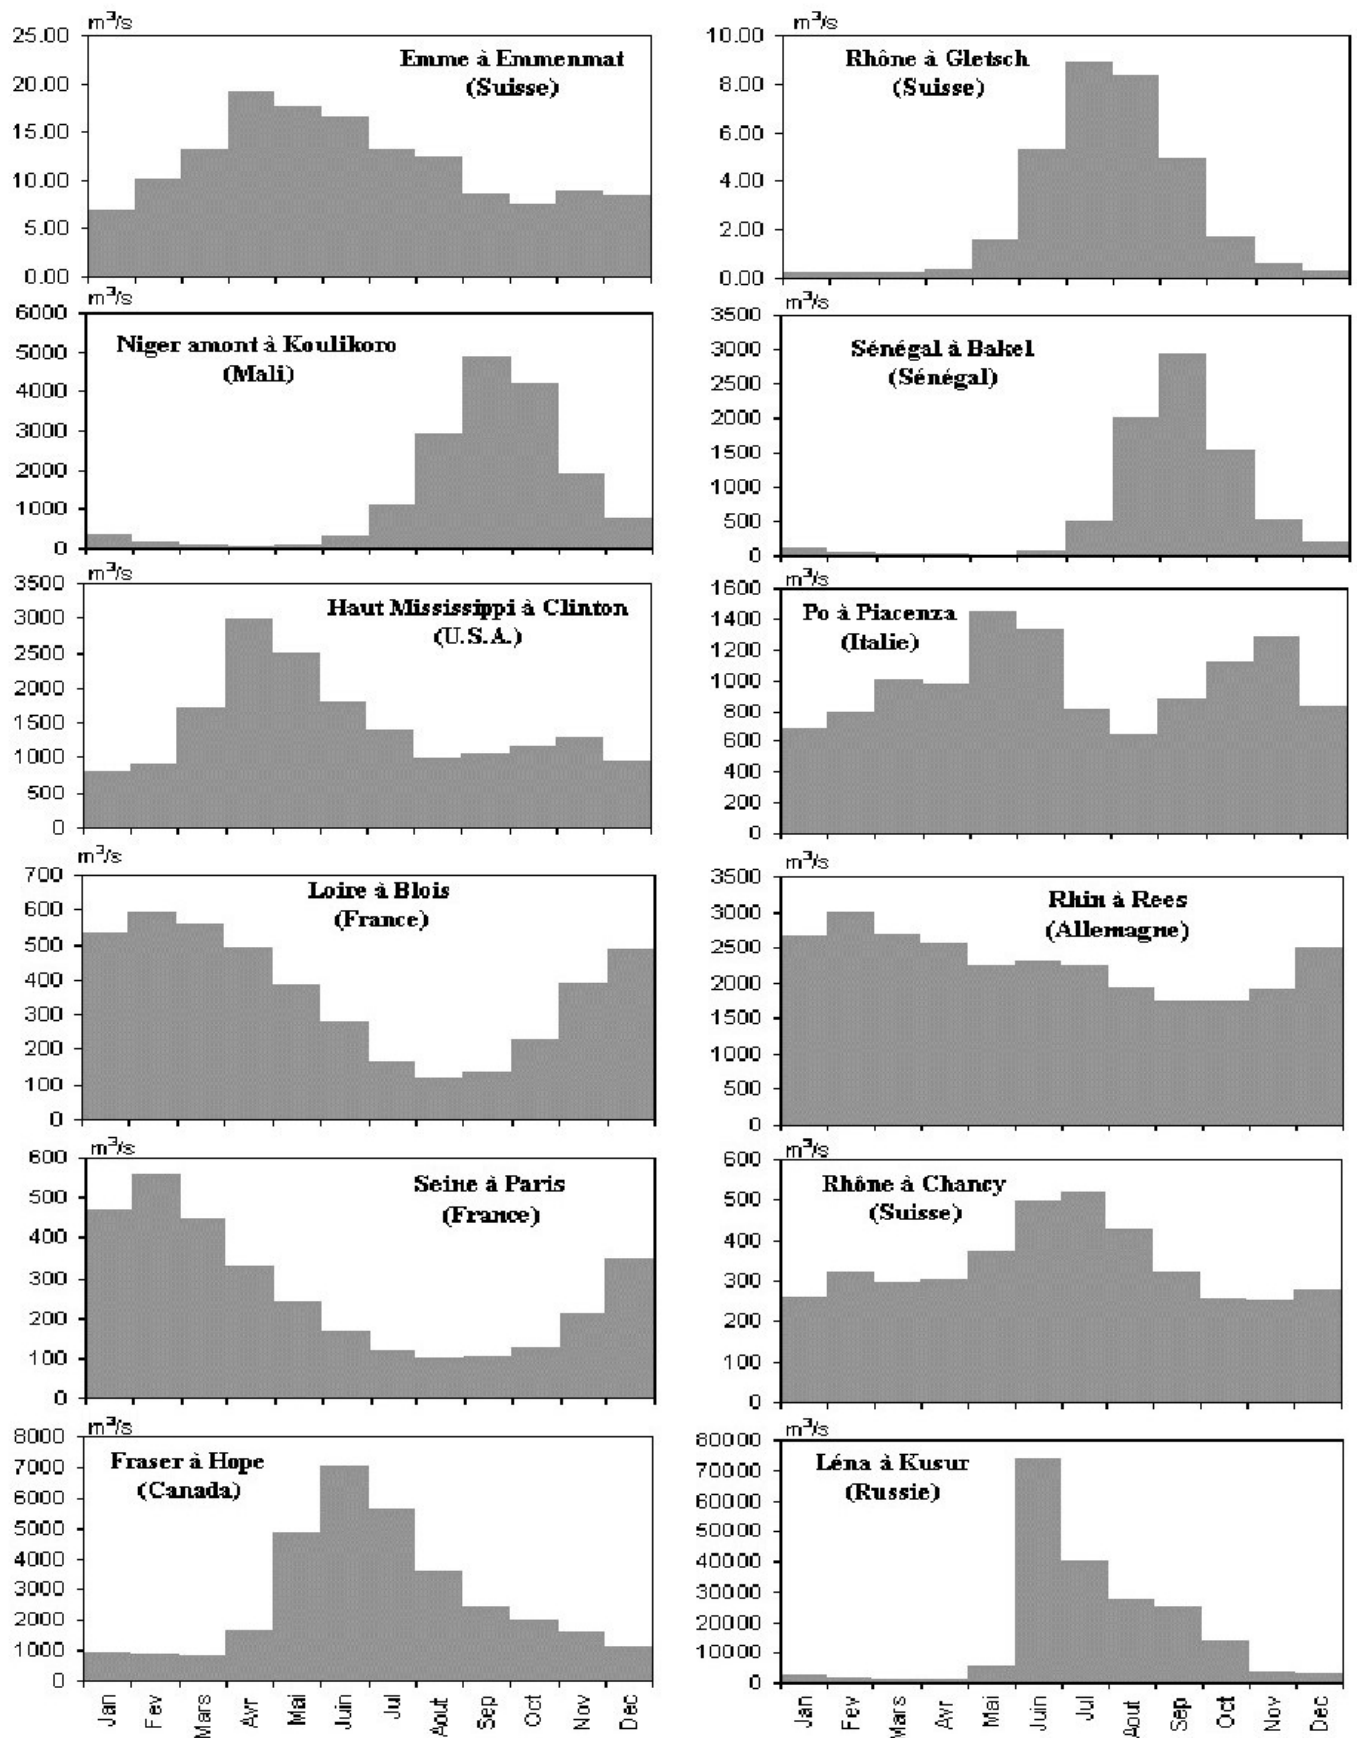 m³/s
25.00
20.00
15.00
10.00
5.00
0.00
Emme à Emmenmat
(Suisse)
m³/s
10.00
8.00
6.00
4.00
2.00
0.00
Rhône à Gletsch
(Suisse)
m³/s
6000
5000
4000
3000
2000
1000
0
Niger amont à Koulikoro
(Mali)
m³/s
3500
3000
2500
2000
1500
1000
500
0
Sénégal à Bakel
(Sénégal)
m³/s
3500
3000
2500
2000
1500
1000
500
0
Haut Mississippi à Clinton
(U.S.A.)
m³/s
1600
1400
1200
1000
800
600
400
200
0
Po à Piacenza
(Italie)
m³/s
700
600
500
400
300
200
100
0
Loire à Blois
(France)
m³/s
3500
3000
2500
2000
1500
1000
500
0
Rhin à Rees
(Allemagne)
m³/s
600
500
400
300
200
100
0
Seine à Paris
(France)
m³/s
600
500
400
300
200
100
0
Rhône à Chancy
(Suisse)
m³/s
8000
7000
6000
5000
4000
3000
2000
1000
0
Fraser à Hope
(Canada)
Jan
Fev
Mars
Avr
Mai
Juin
Jul
Aout
Sep
Oct
Nov
Dec
m³/s
80000
70000
60000
50000
40000
30000
20000
10000
0
Léna à Kusur
(Russie)
Jan
Fev
Mars
Avr
Mai
Juin
Jul
Aout
Sep
Oct
Nov
Dec